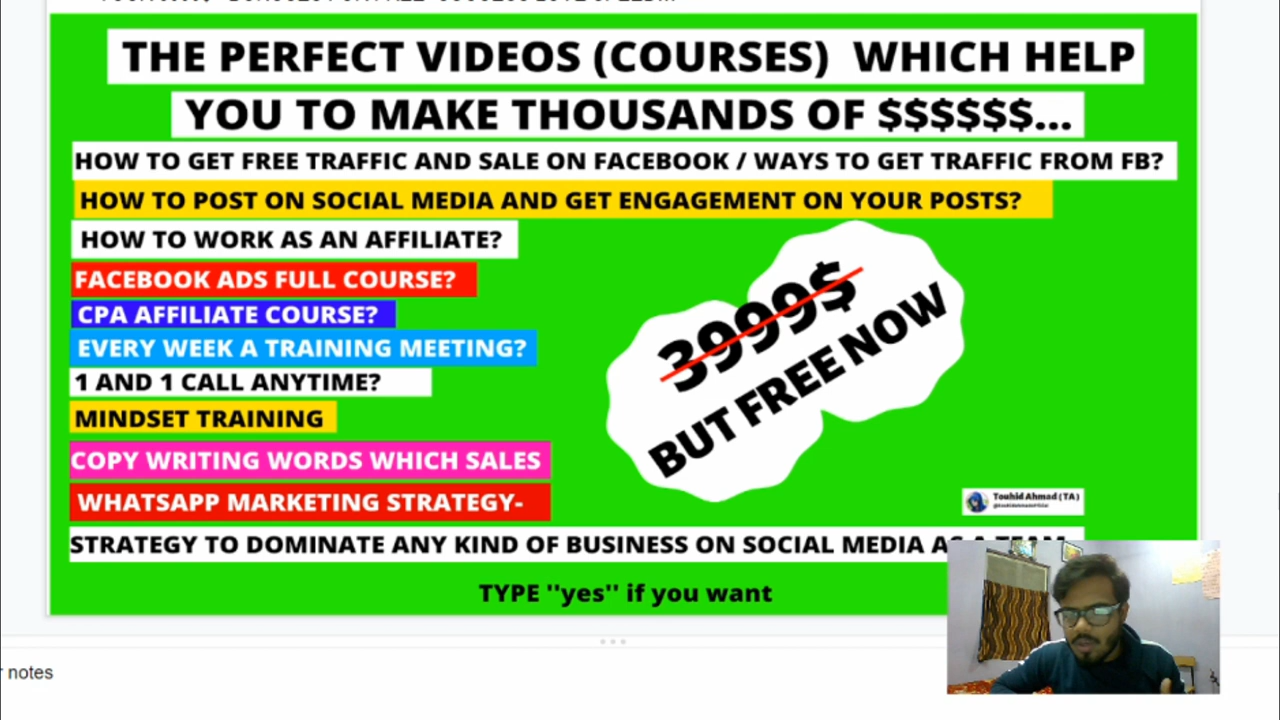 THE PERFECT VIDEOS (COURSES) WHICH HELP
YOU TO MAKE THOUSANDS OF $$$$$$...
HOW TO GET FREE TRAFFIC AND SALE ON FACEBOOK / WAYS TO GET TRAFFIC FROM FB?
HOW TO POST ON SOCIAL MEDIA AND GET ENGAGEMENT ON YOUR POSTS?
HOW TO WORK AS AN AFFILIATE?
FACEBOOK ADS FULL COURSE?
CPA AFFILIATE COURSE?
EVERY WEEK A TRAINING MEETING?
1 AND 1 CALL ANYTIME?
MINDSET TRAINING
COPY WRITING WORDS WHICH SALES
WHATSAPP MARKETING STRATEGY-
3999$
BUT FREE NOW
Touhid Ahmad (TA)
STRATEGY TO DOMINATE ANY KIND OF BUSINESS ON SOCIAL MEDIA AS A TEAM
TYPE ''yes'' if you want
notes